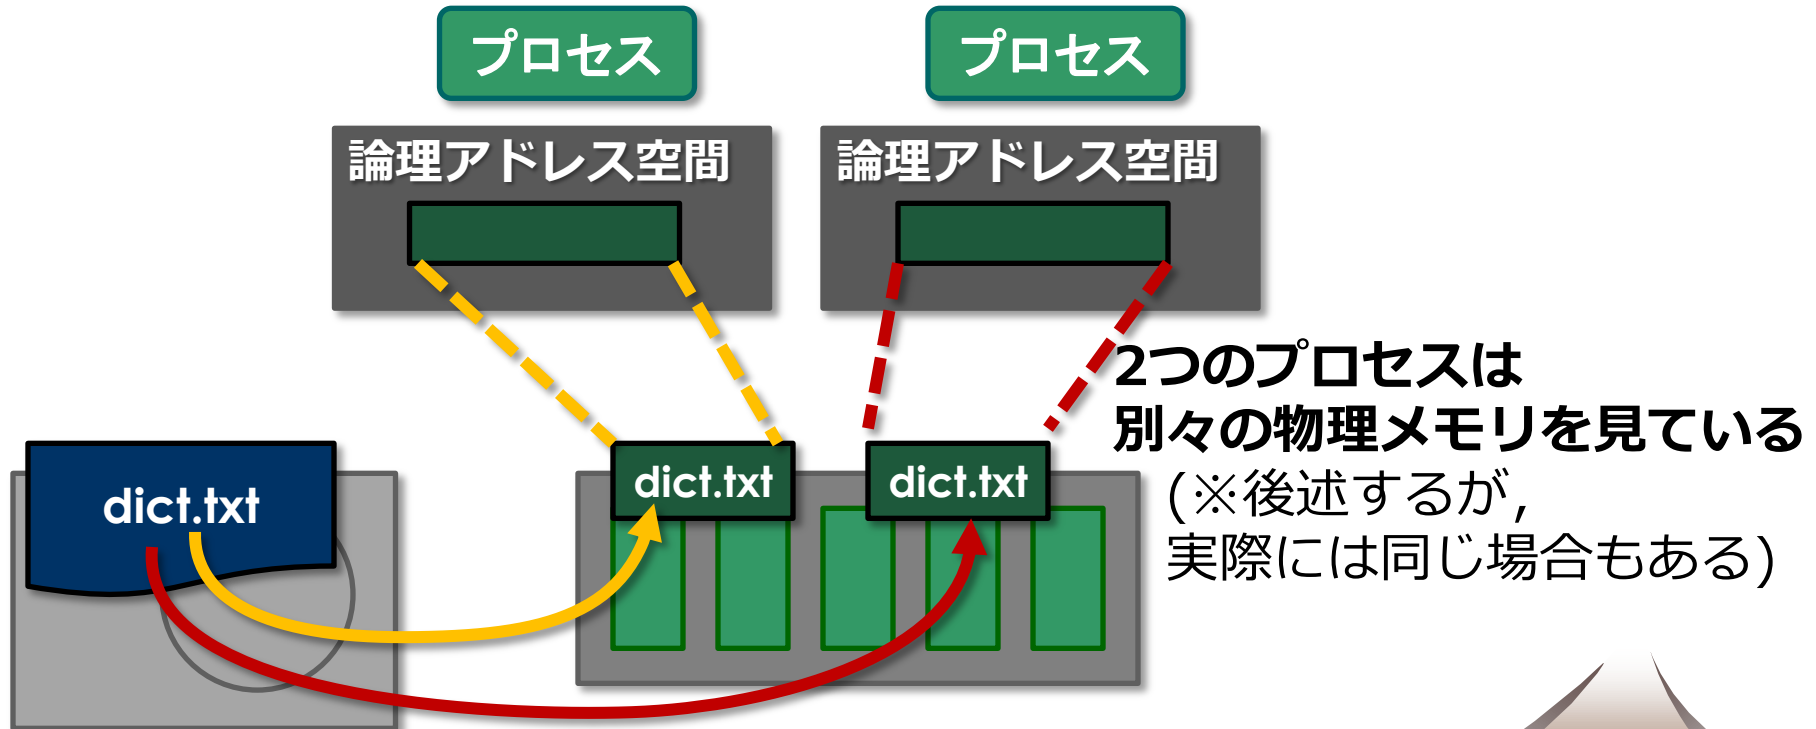 プロセス
プロセス
論理アドレス空間
論理アドレス空間
2つのプロセスは
別々の物理メモリを見ている
(※後述するが,
実際には同じ場合もある)
dict.txt
dict.txt
dict.txt